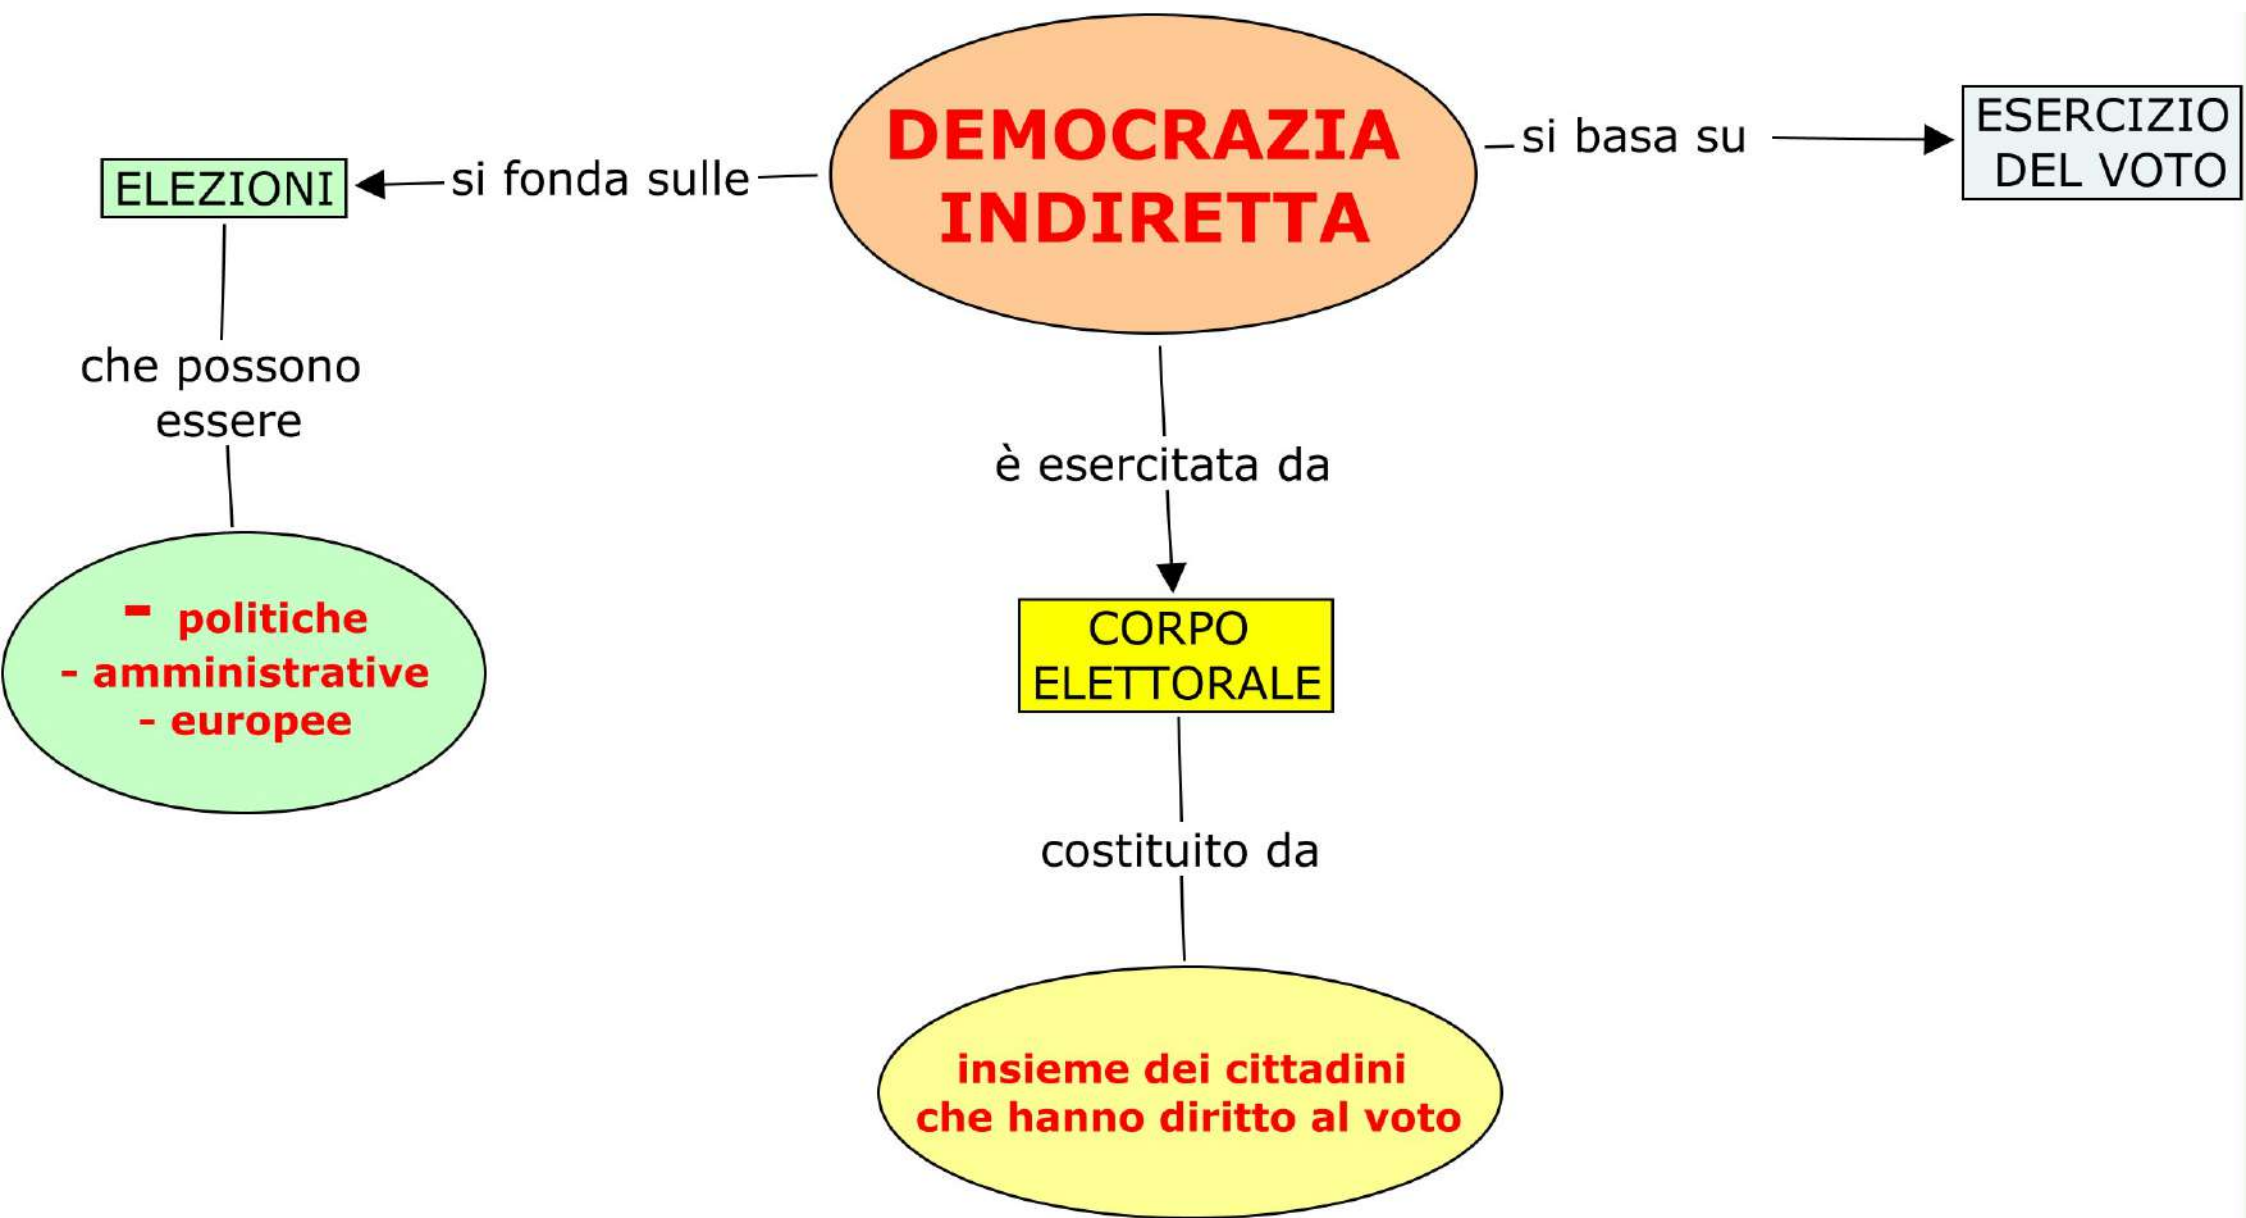 DEMOCRAZIA
INDIRETTA
si basa su
ESERCIZIO
DEL VOTO
si fonda sulle
ELEZIONI
che possono
essere
- politiche
- amministrative
- europee
è esercitata da
CORPO
ELETTORALE
costituito da
insieme dei cittadini
che hanno diritto al voto